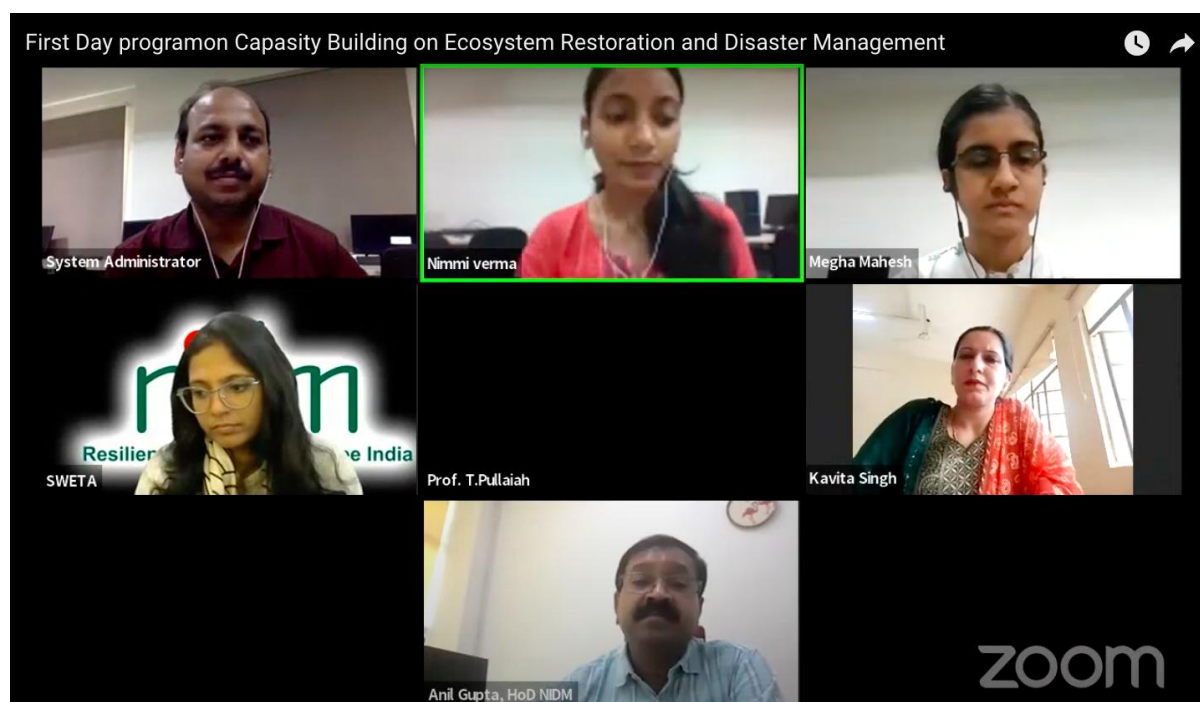 First Day programon Capasity Building on Ecosystem Restoration and Disaster Management
System Administrator
Nimmi verma
Megha Mahesh
n m
Resilien e India
SWETA
Prof. T.Pullaiah
Kavita Singh
Anil Gupta, HoD NIDM
zoom